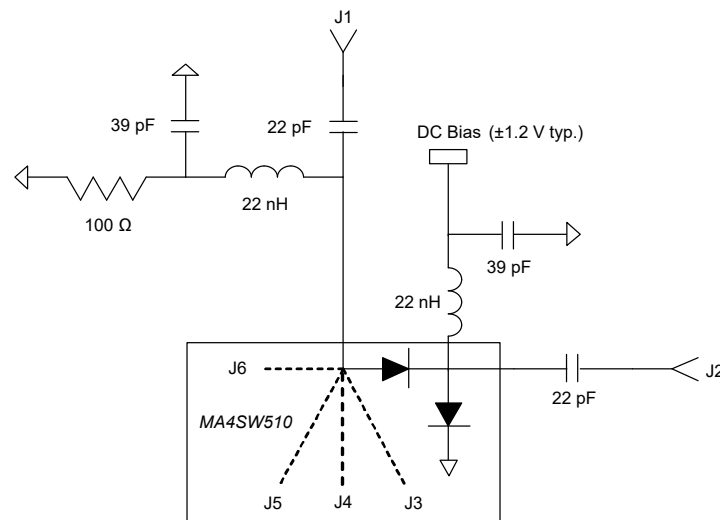 J1
39 pF
22 pF
DC Bias (±1.2 V typ.)
22 nH
100 Ω
39 pF
22 nH
J6
J2
22 pF
MA4SW510
J5
J4
J3